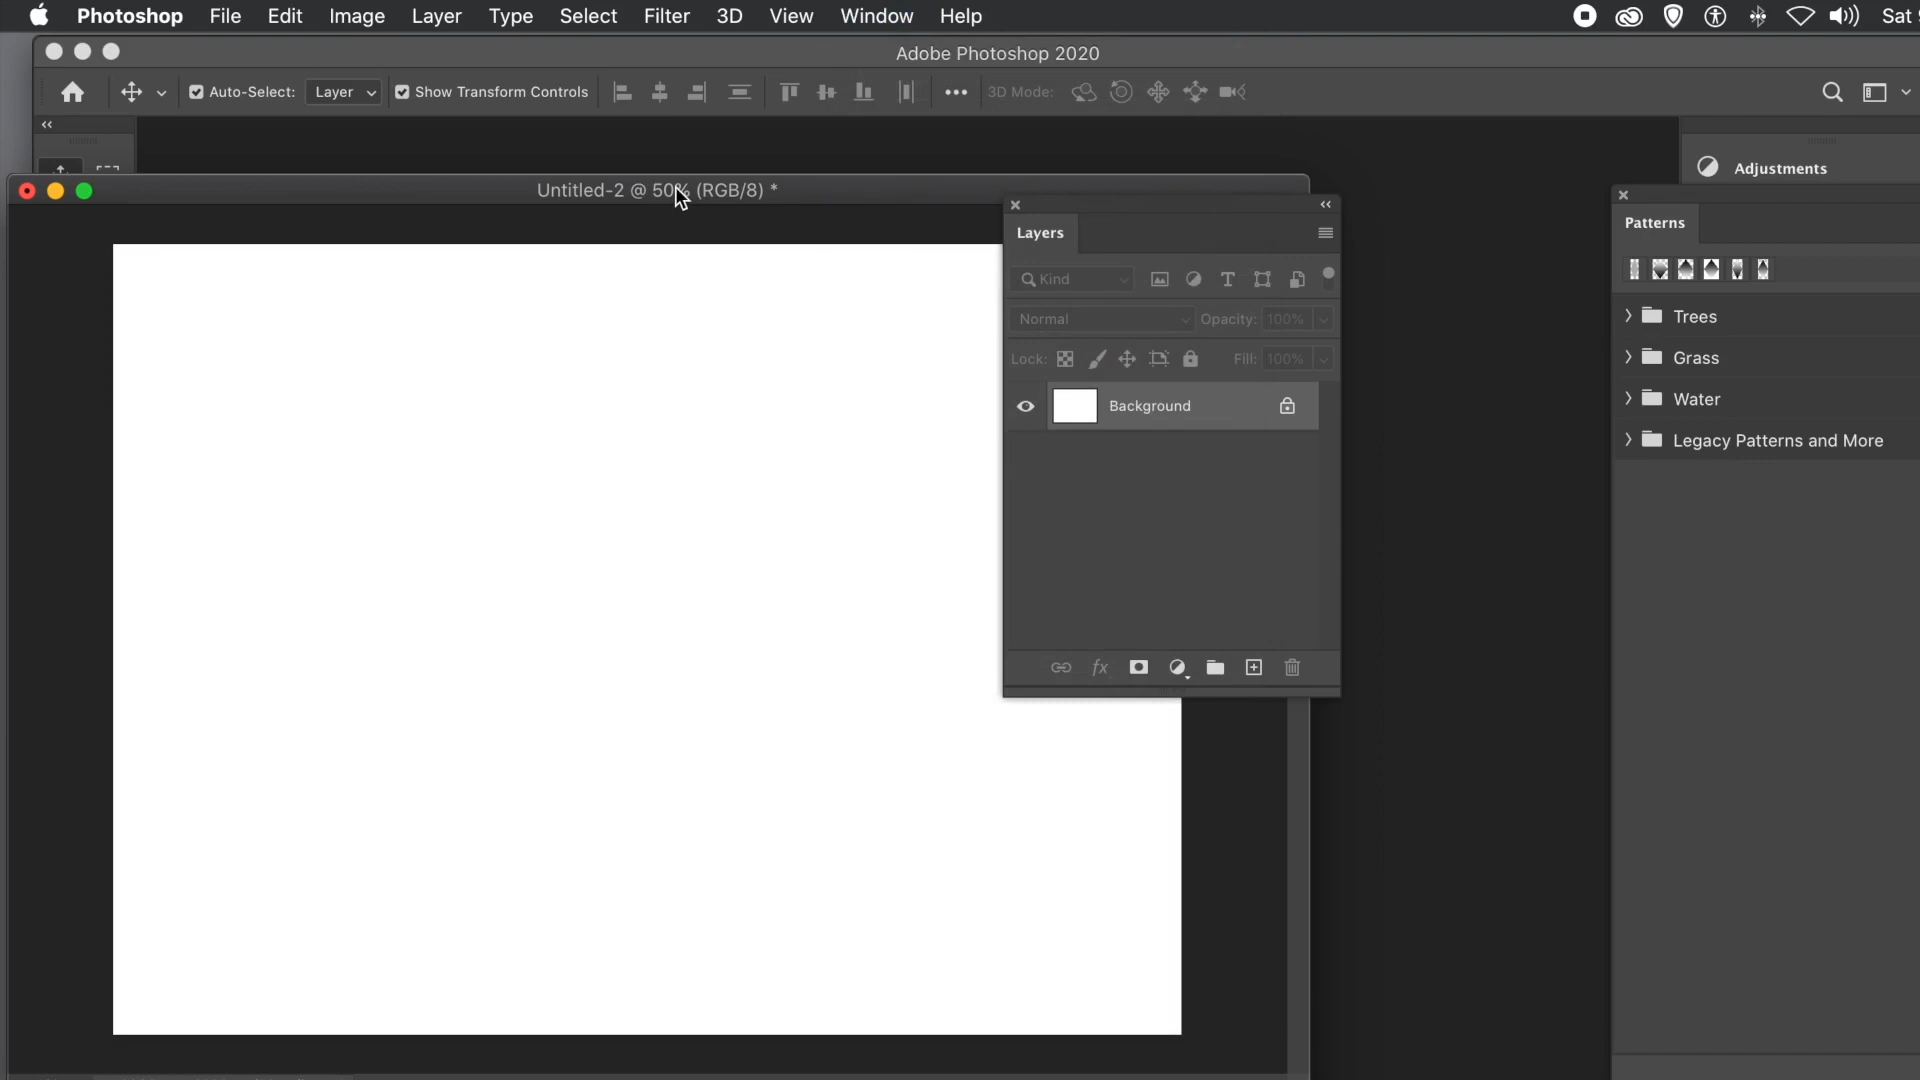 Photoshop File Edit Image Layer Type Select Filter 3D View Window Help Sat
Adobe Photoshop 2020
Auto-Select: Layer Show Transform Controls 3D Mode:
Adjustments
Untitled-2 @ 50% (RGB/8) *
Patterns
Layers
Kind
Normal Opacity: 100%
Lock: Fill: 100%
Background
fx
Trees
Grass
Water
Legacy Patterns and More